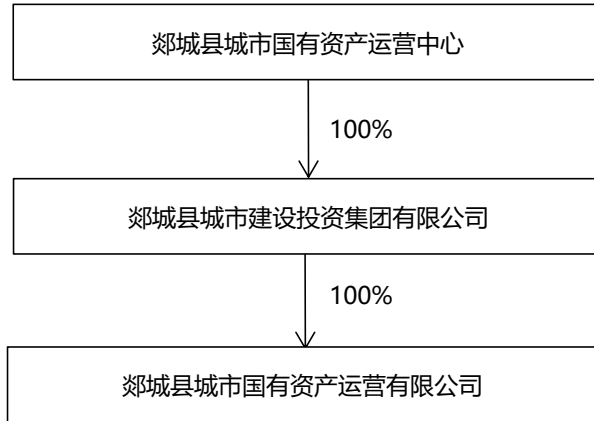 郯城县城市国有资产运营中心
100%
郯城县城市建设投资集团有限公司
100%
郯城县城市国有资产运营有限公司